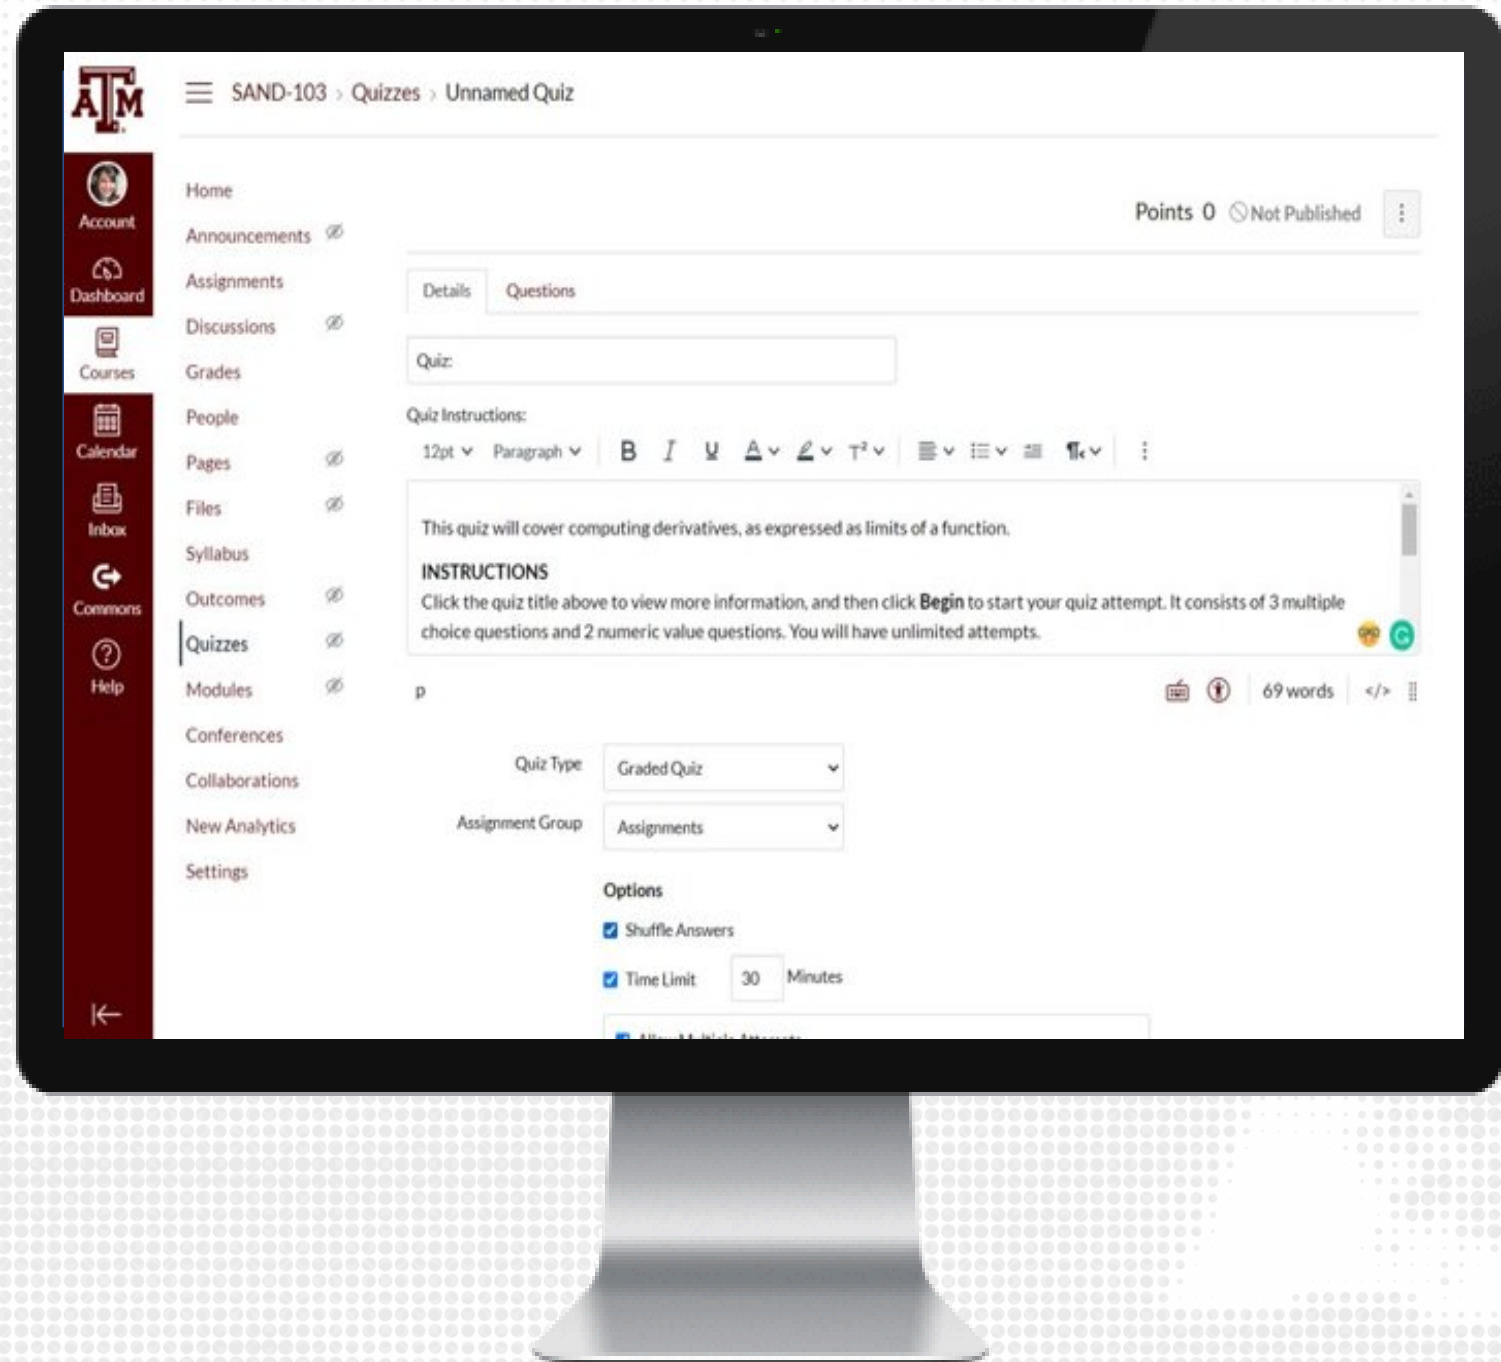 ATM
SAND-103 > Quizzes > Unnamed Quiz
Account
Dashboard
Courses
Calendar
Inbox
Commons
Help
Home
Announcements
Assignments
Discussions
Grades
People
Pages
Files
Syllabus
Outcomes
Quizzes
Modules
Conferences
Collaborations
New Analytics
Settings
Points 0 Not Published
Details Questions
Quiz:
Quiz Instructions:
12pt Paragraph B I U A T²
This quiz will cover computing derivatives, as expressed as limits of a function.
INSTRUCTIONS
Click the quiz title above to view more information, and then click Begin to start your quiz attempt. It consists of 3 multiple
choice questions and 2 numeric value questions. You will have unlimited attempts.
p 69 words </>
Quiz Type Graded Quiz
Assignment Group Assignments
Options
Shuffle Answers
Time Limit 30 Minutes
Allow Multiple Attempts